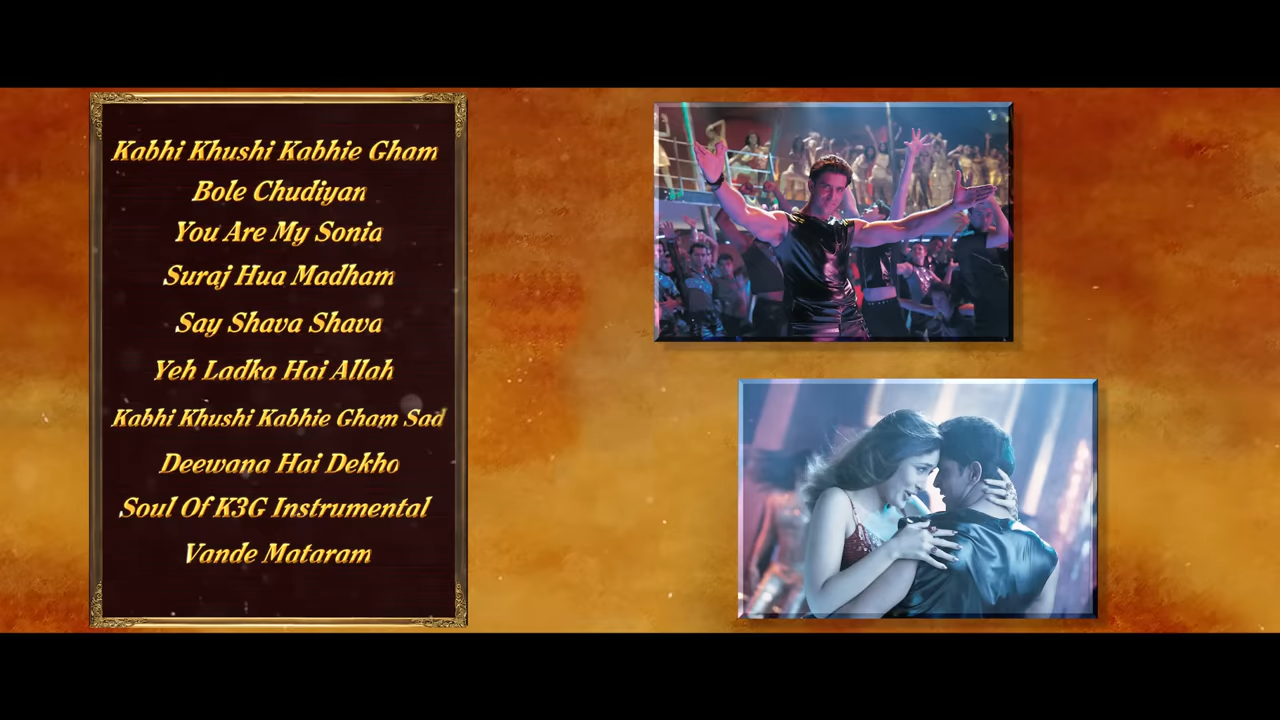 Kabhi Khushi Kabhie Gham
Bole Chudiyan
You Are My Sonia
Suraj Hua Madham
Say Shava Shava
Yeh Ladka Hai Allah
Kabhi Khushi Kabhie Gham Sad
Deewana Hai Dekho
Soul Of K3G Instrumental
Vande Mataram